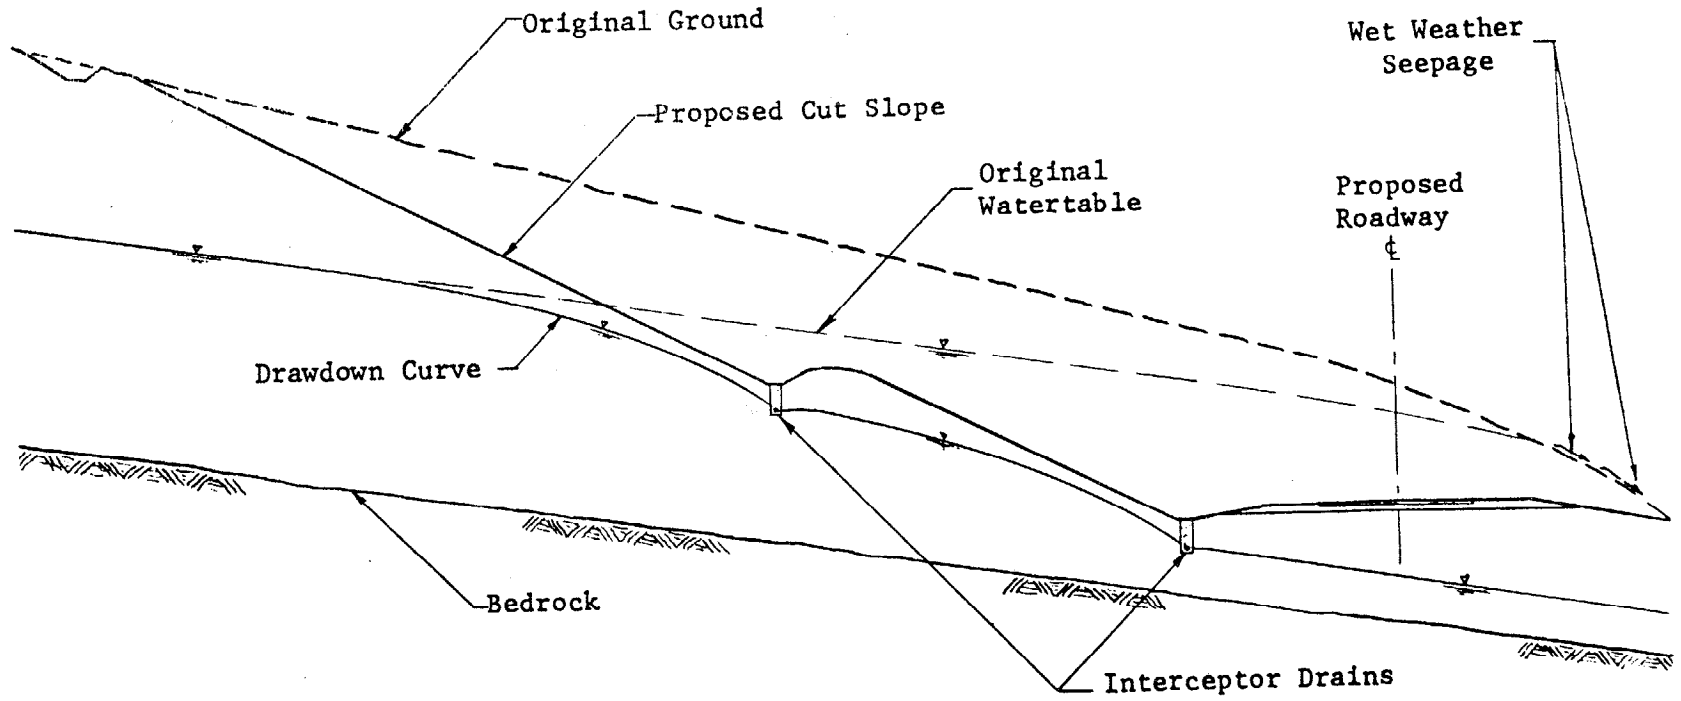 Original Ground
Wet Weather
Seepage
Proposed Cut Slope
Original
Watertable
Proposed
Roadway
℄
Drawdown Curve
Bedrock
Interceptor Drains